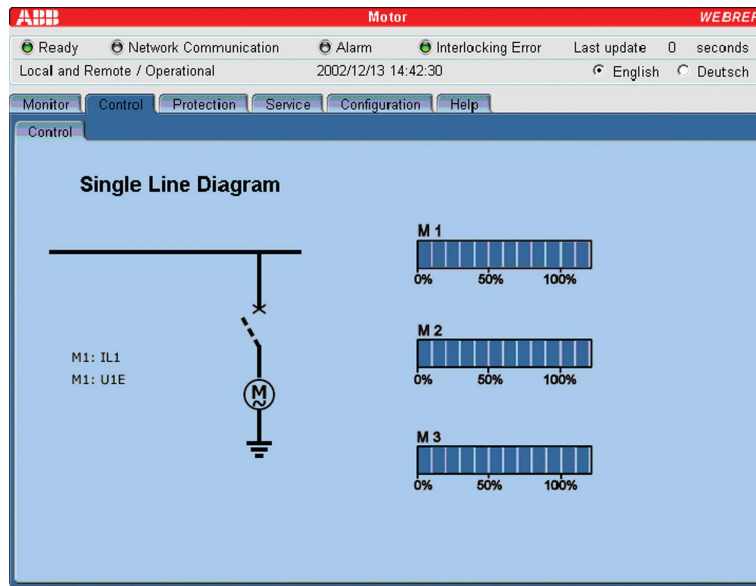 ABB Motor WEBREF
Ready Network Communication Alarm Interlocking Error Last update 0 seconds
Local and Remote / Operational 2002/12/13 14:42:30 English Deutsch
Monitor Control Protection Service Configuration Help
Control
Single Line Diagram
M 1
0% 50% 100%
M1: IL1
M1: U1E
M 2
0% 50% 100%
M
M 3
0% 50% 100%